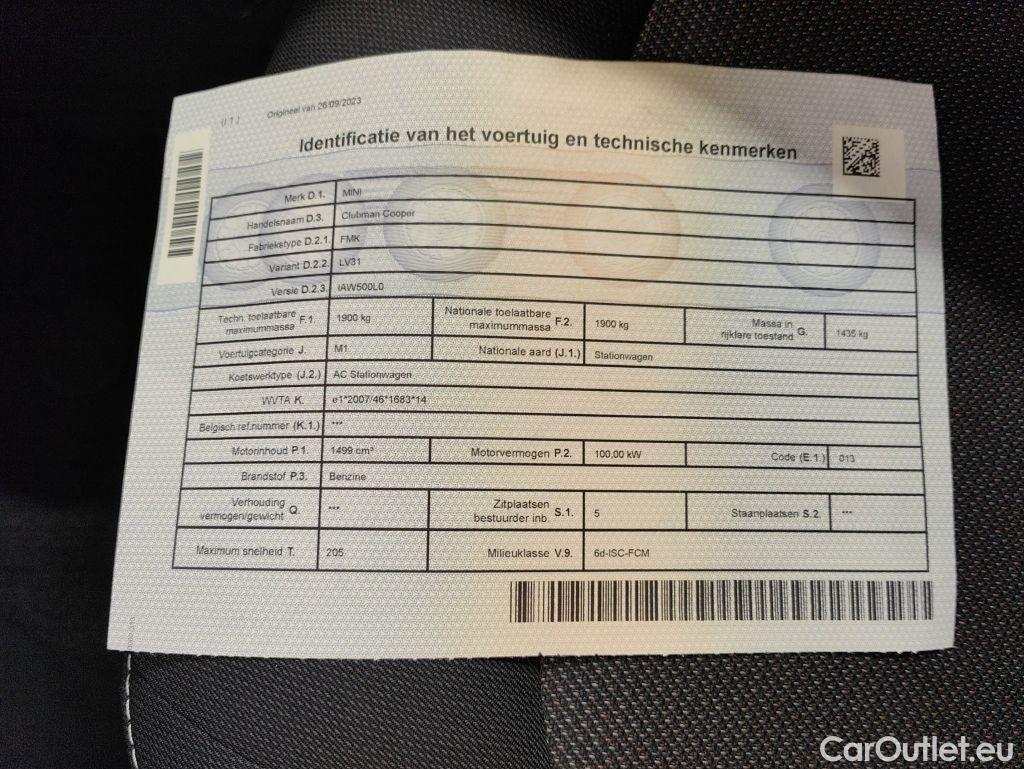 (I 1.) Origineel van 26/09/2023
Identificatie van het voertuig en technische kenmerken
Merk D.1. MINI
Handelsnaam D.3. Clubman Cooper
Fabriekstype D.2.1. FMK
Variant D.2.2. LV31
Versie D.2.3. IAW500L0
Techn. toelaatbare maximummassa F.1. 1900 kg Nationale toelaatbare maximummassa F.2. 1900 kg Massa in rijklare toestand G. 1435 kg
Voertuigcategorie J. M1 Nationale aard (J.1.) Stationwagen
Koetswerktype (J.2.) AC Stationwagen
WVTA K. e1*2007/46*1683*14
Belgisch ref.nummer (K.1.) ***
Motorinhoud P.1. 1499 cm³ Motorvermogen P.2. 100,00 kW Code (E.1.) 013
Brandstof P.3. Benzine
Verhouding vermogen/gewicht Q. *** Zitplaatsen bestuurder inb. S.1. 5 Staanplaatsen S.2. ***
Maximum snelheid T. 205 Milieuklasse V.9. 6d-ISC-FCM
CarOutlet.eu